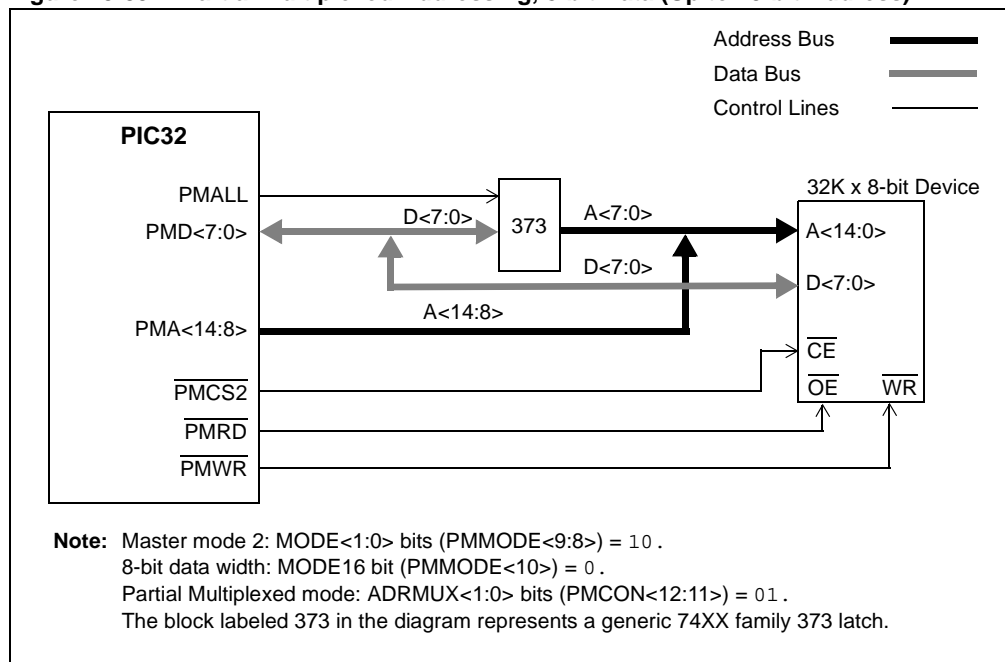 Address Bus
Data Bus
Control Lines
PIC32
PMALL
PMD<7:0>
D<7:0>
373
A<7:0>
32K x 8-bit Device
A<14:0>
D<7:0>
D<7:0>
PMA<14:8>
A<14:8>
CE
PMCS2
OE WR
PMRD
PMWR
Note: Master mode 2: MODE<1:0> bits (PMMODE<9:8>) = 10.
8-bit data width: MODE16 bit (PMMODE<10>) = 0.
Partial Multiplexed mode: ADRMUX<1:0> bits (PMCON<12:11>) = 01.
The block labeled 373 in the diagram represents a generic 74XX family 373 latch.